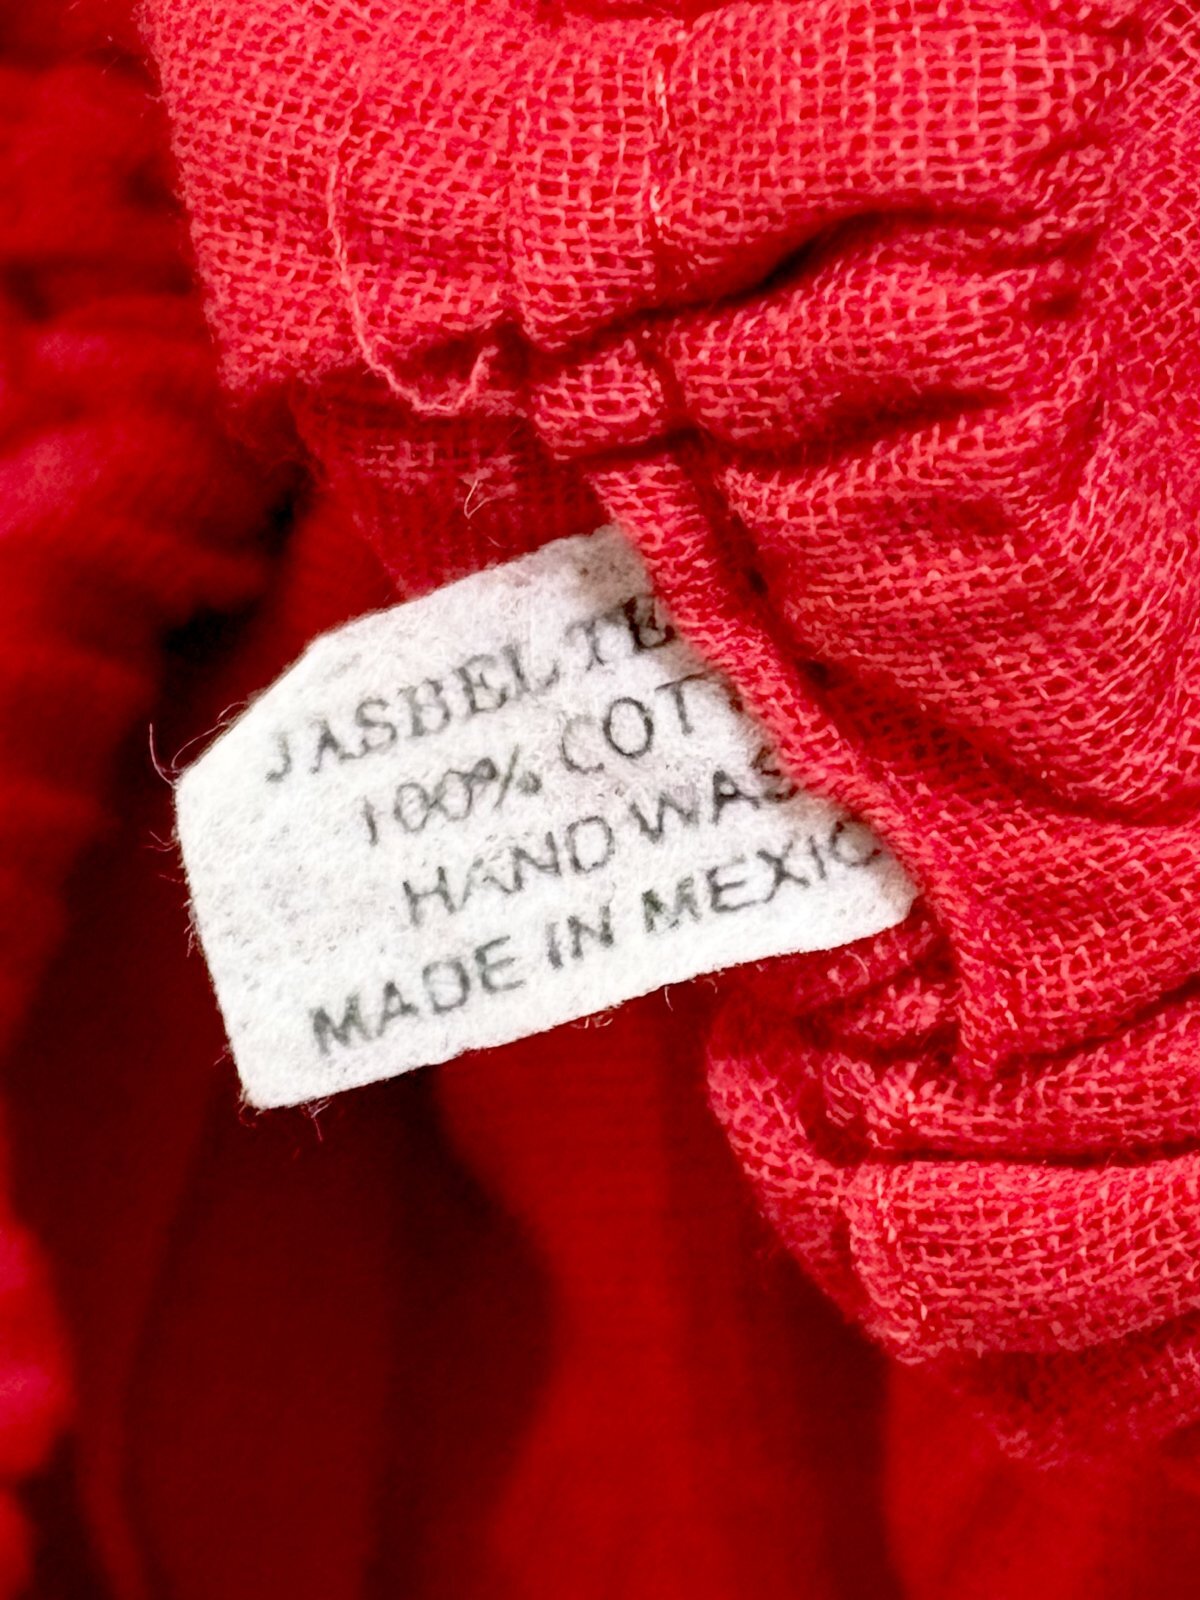 JASBEL TE
100% COTT
HAND WAS
MADE IN MEXIC